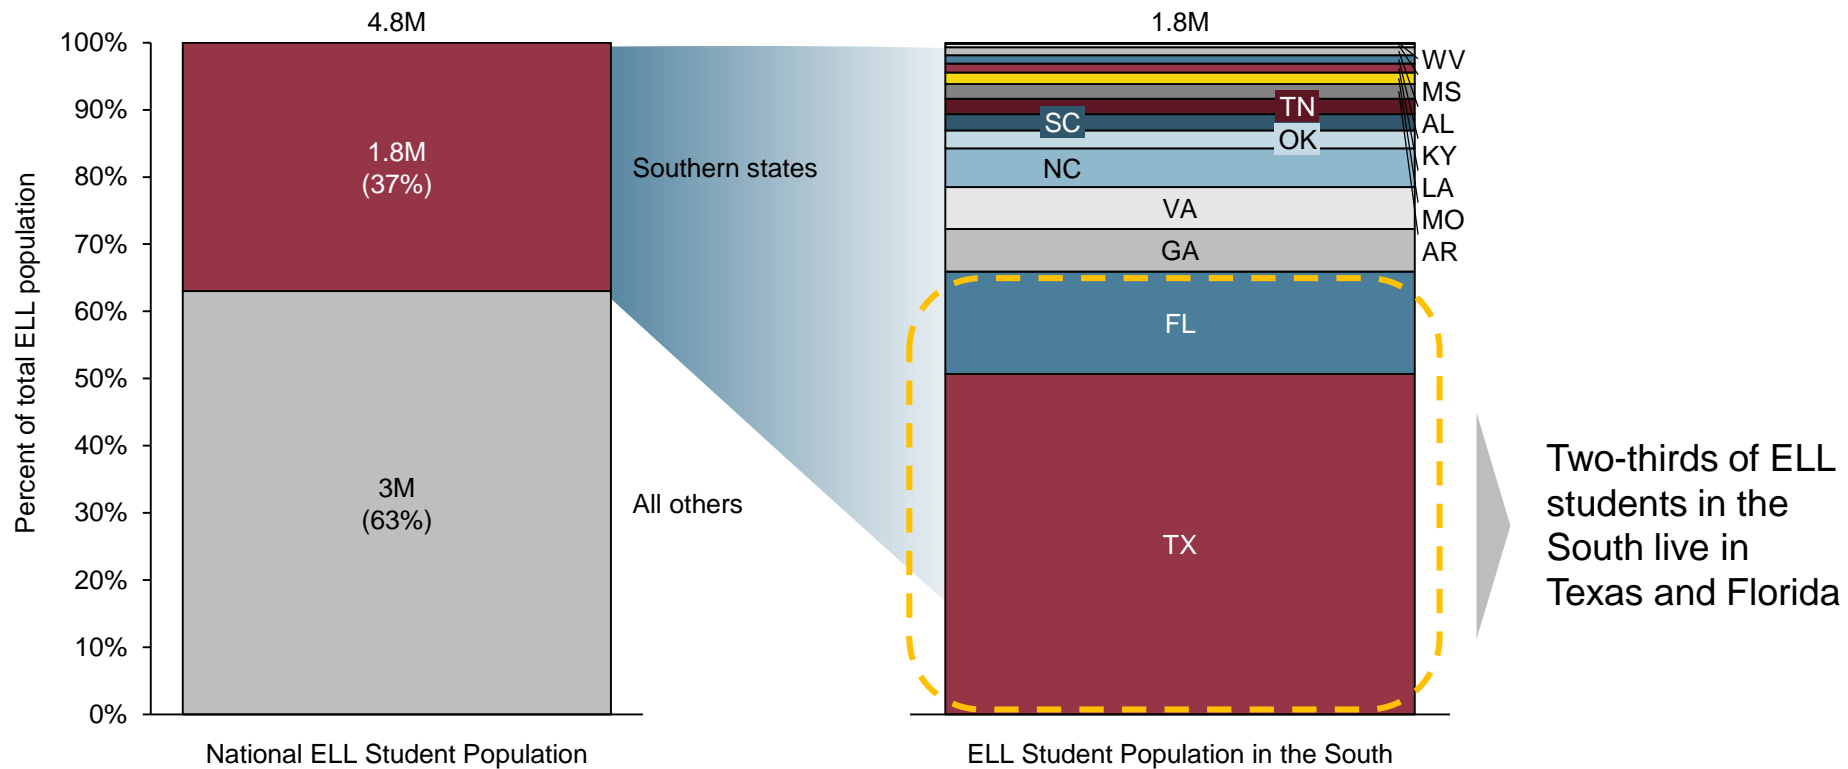 4.8M
1.8M
100%
90%
80%
70%
60%
50%
40%
30%
20%
10%
0%
Percent of total ELL population
1.8M
(37%)
3M
(63%)
Southern states
All others
WV
MS
AL
KY
LA
MO
AR
TN
SC
OK
NC
VA
GA
FL
TX
Two-thirds of ELL
students in the
South live in
Texas and Florida
National ELL Student Population
ELL Student Population in the South